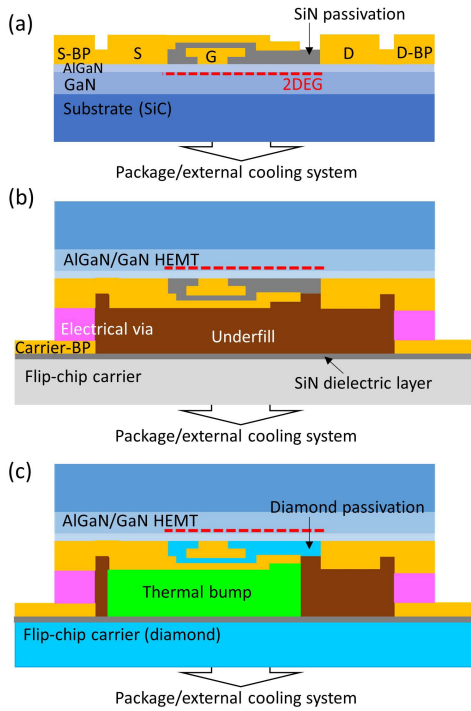 (a)
SiN passivation
S-BP S G D D-BP
AlGaN
GaN
2DEG
Substrate (SiC)
Package/external cooling system
(b)
AlGaN/GaN HEMT
Electrical via
Underfill
Carrier-BP
Flip-chip carrier
SiN dielectric layer
Package/external cooling system
(c)
Diamond passivation
AlGaN/GaN HEMT
Thermal bump
Flip-chip carrier (diamond)
Package/external cooling system